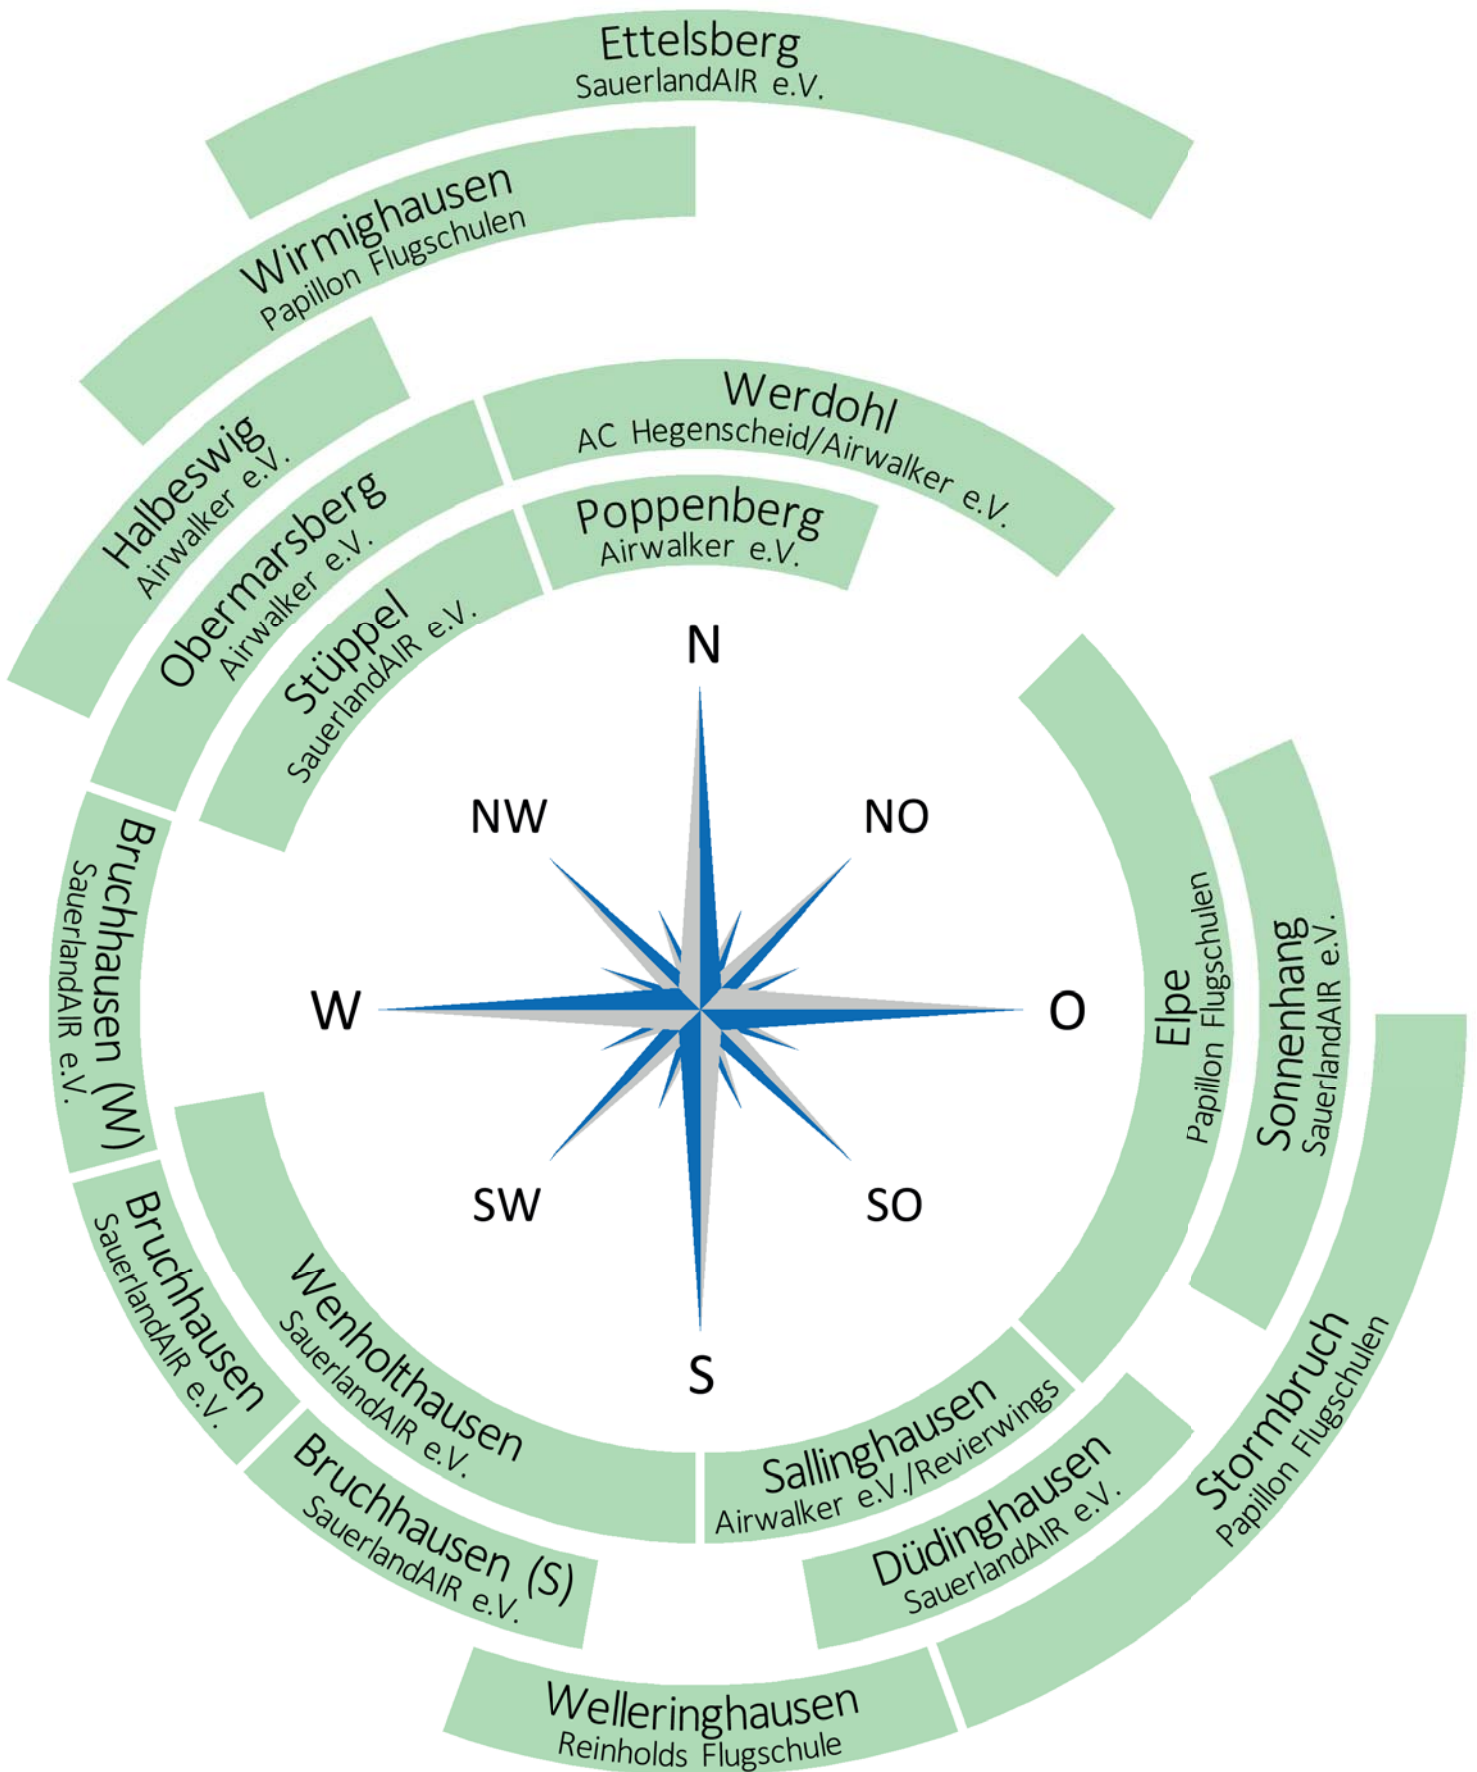 Ettelsberg
SauerlandAIR e.V.
Wirmighausen
Papillon Flugschulen
Halbeswig
Airwalker e.V.
Obermarsberg
Airwalker e.V.
Stüppel
SauerlandAIR e.V.
Werdohl
AC Hegenscheid/Airwalker e.V.
Poppenberg
Airwalker e.V.
N
NW
NO
W
O
SW
SO
S
Elpe
Papillon Flugschulen
Sonnenhang
SauerlandAIR e.V.
Stormbruch
Papillon Flugschulen
Bruchhausen (W)
SauerlandAIR e.V.
Bruchhausen
SauerlandAIR e.V.
Wenholthausen
SauerlandAIR e.V.
Bruchhausen (S)
SauerlandAIR e.V.
Sallinghausen
Airwalker e.V./Revierwings
Düdinghausen
SauerlandAIR e.V.
Welleringhausen
Reinholds Flugschule